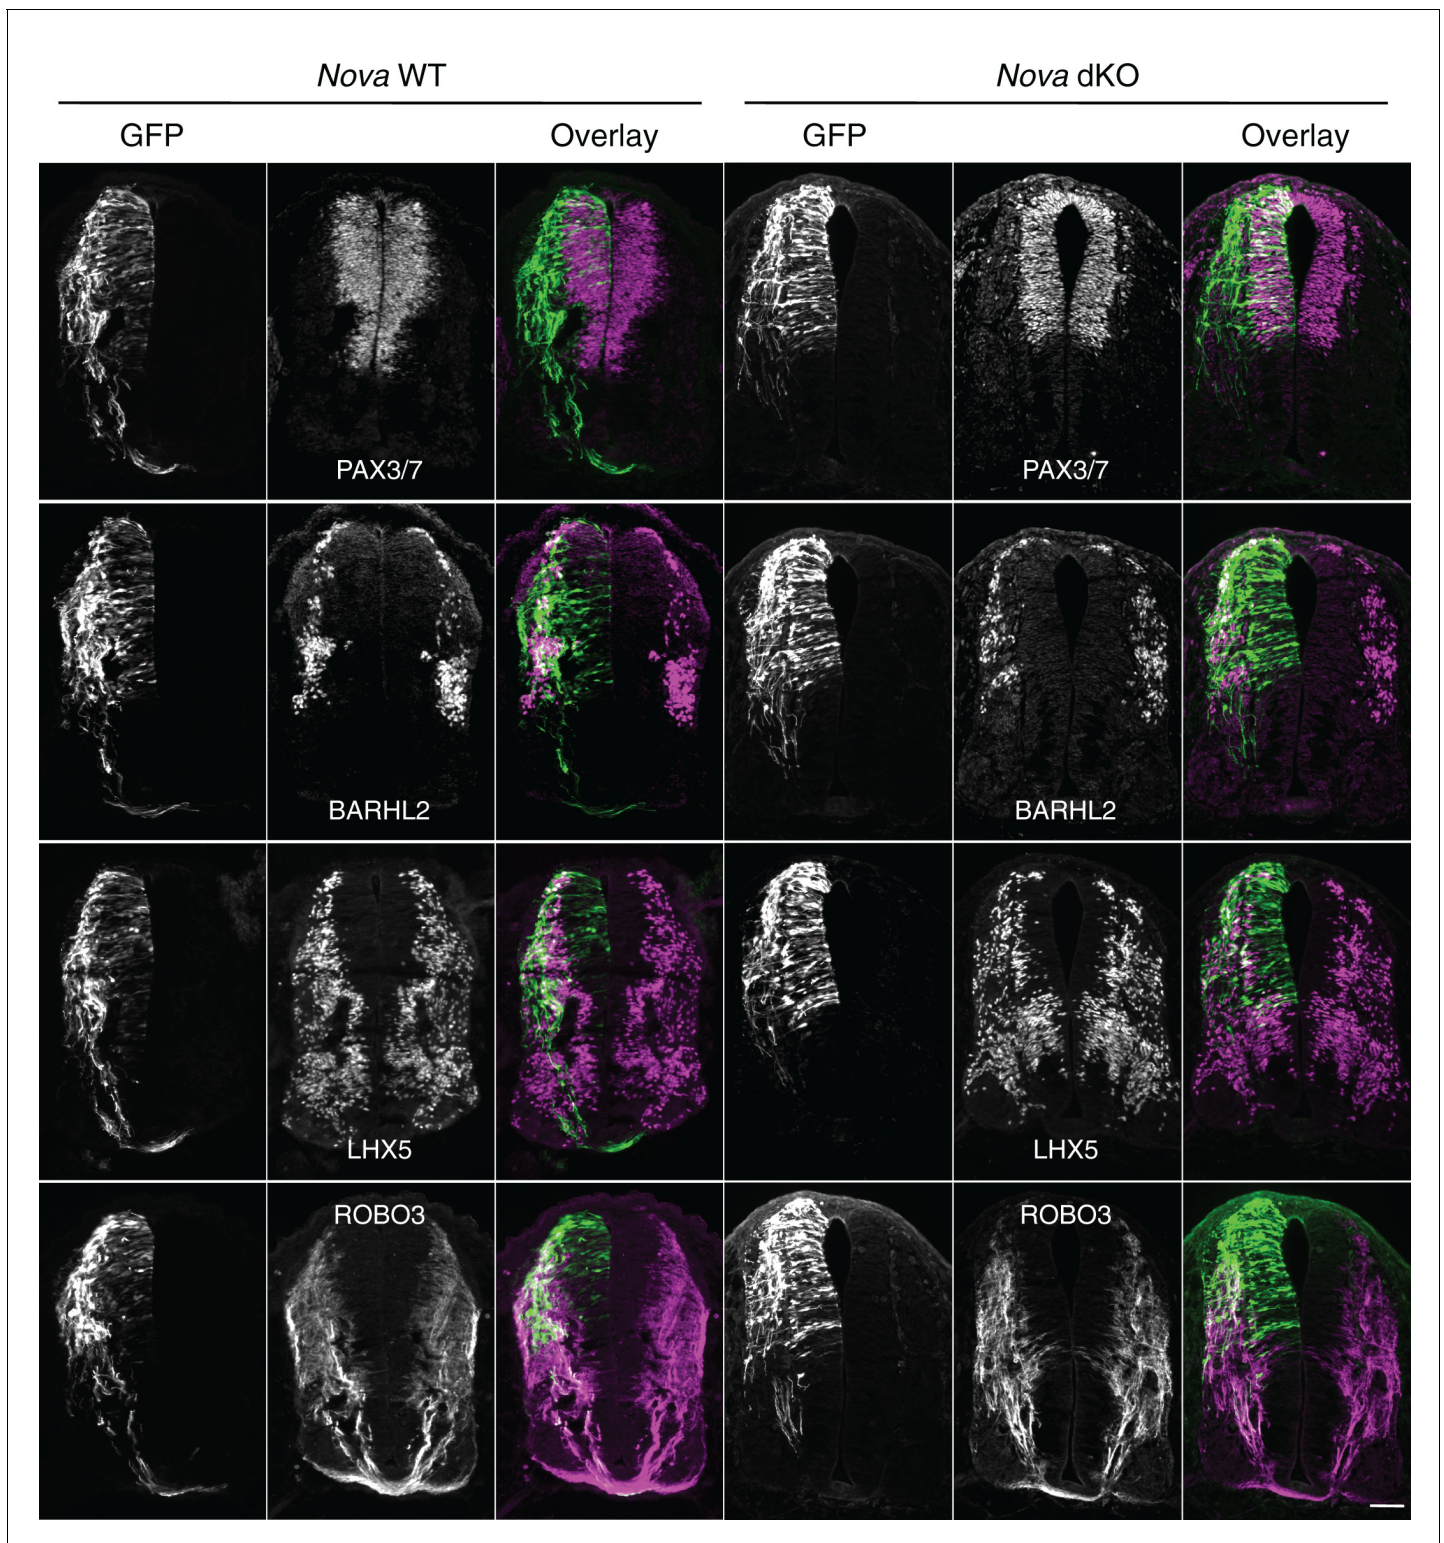 Nova WT Nova dKO
GFP Overlay GFP Overlay
PAX3/7 PAX3/7
BARHL2 BARHL2
LHX5 LHX5
ROBO3 ROBO3